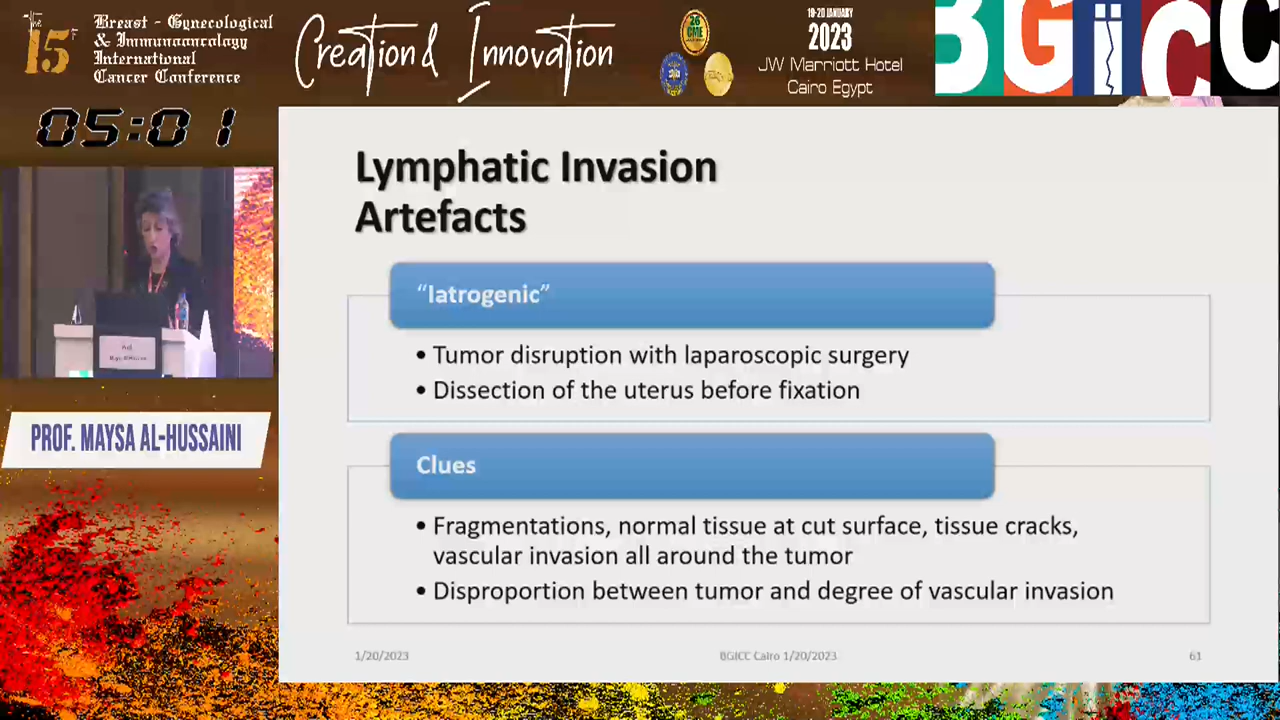 The 15th
Breast - Gynecological
& Immunooncology
International
Cancer Conference
Creation & Innovation
26
CME
18-20 JANUARY
2023
JW Marriott Hotel
Cairo Egypt
BGiCC
05:01
Prof.
PROF. MAYSA AL-HUSSAINI
Lymphatic Invasion
Artefacts
“Iatrogenic”
• Tumor disruption with laparoscopic surgery
• Dissection of the uterus before fixation
Clues
• Fragmentations, normal tissue at cut surface, tissue cracks,
vascular invasion all around the tumor
• Disproportion between tumor and degree of vascular invasion
1/20/2023
BGICC Cairo 1/20/2023
61